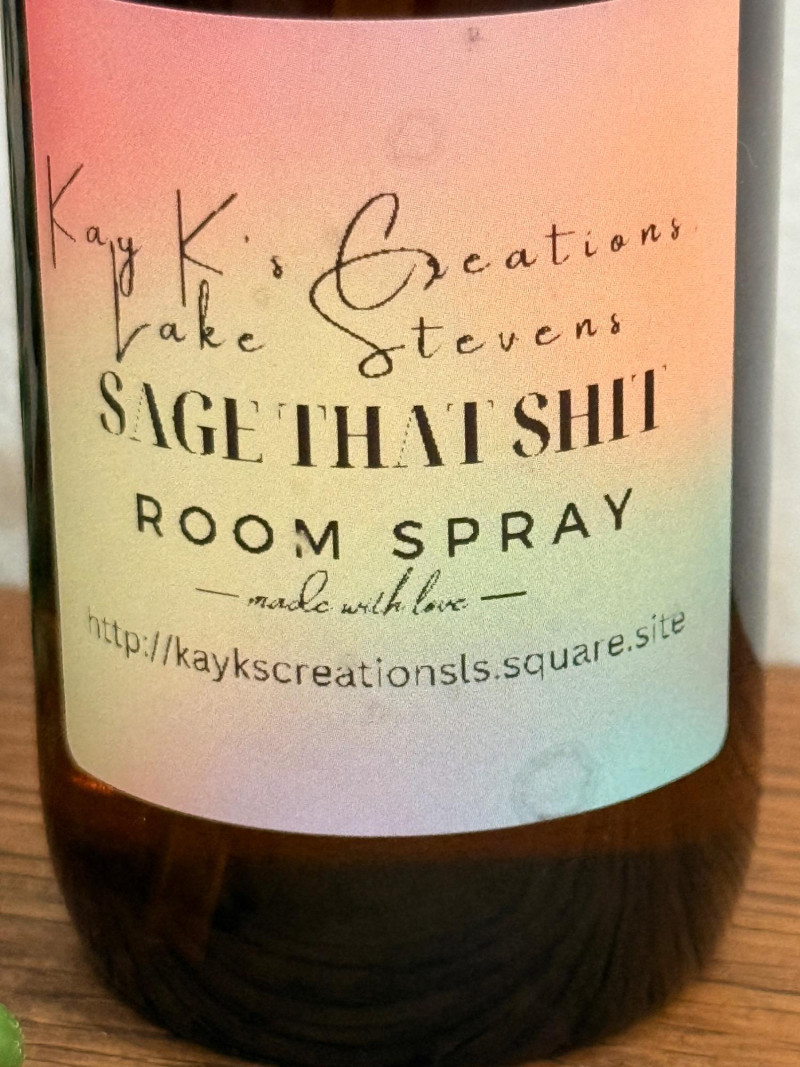 Kay K's Creations
Lake Stevens
SAGE THAT SHIT
ROOM SPRAY
— made with love —
http://kaykscreationsls.square.site